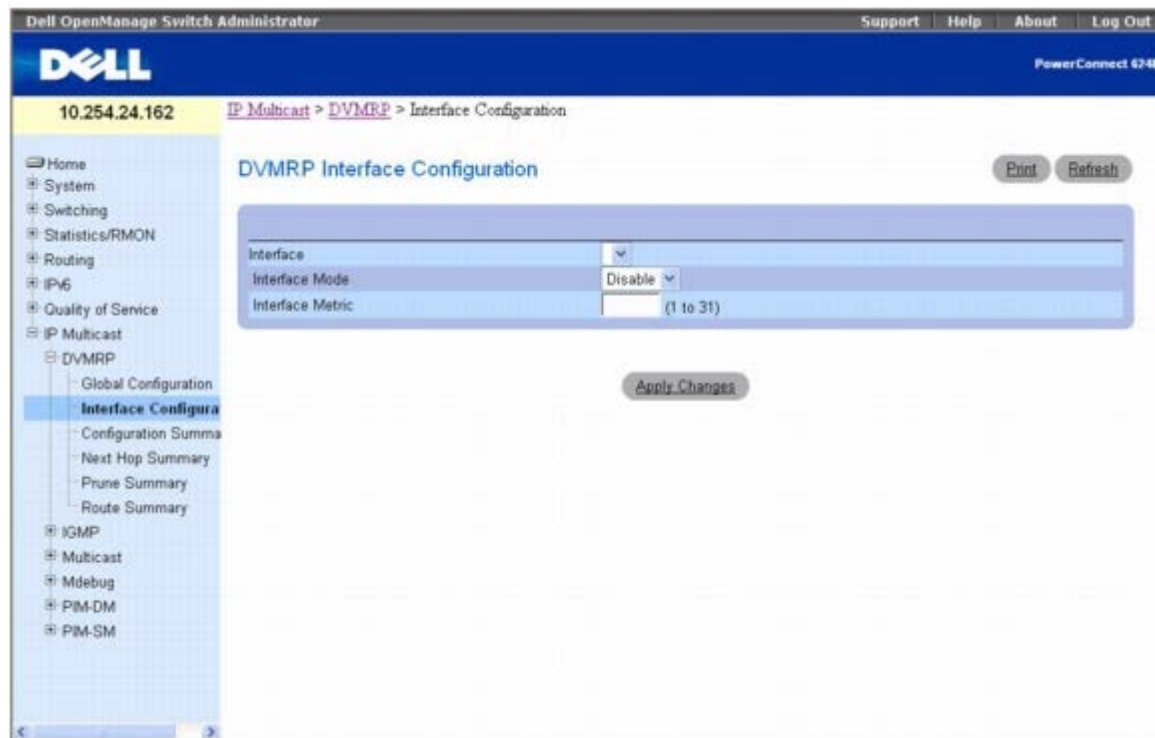 Dell OpenManage Switch Administrator
Support Help About Log Out
DELL
PowerConnect 6248
10.254.24.162
IP Multicast > DVMRP > Interface Configuration
Home
System
Switching
Statistics/RMON
Routing
IPv6
Quality of Service
IP Multicast
DVMRP
Global Configuration
Interface Configura
Configuration Summa
Next Hop Summary
Prune Summary
Route Summary
IGMP
Multicast
Mdebug
PIM-DM
PIM-SM
DVMRP Interface Configuration
Print Refresh
Interface
Interface Mode Disable
Interface Metric (1 to 31)
Apply Changes